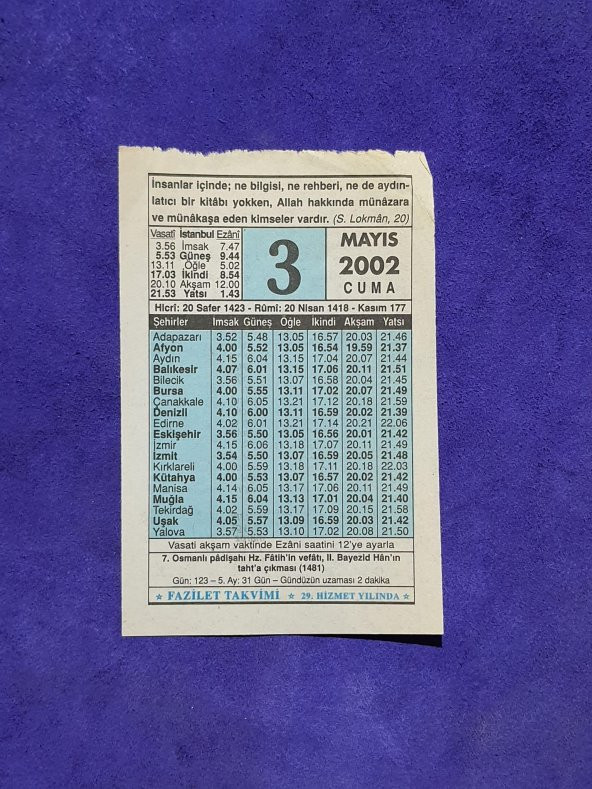 İnsanlar içinde; ne bilgisi, ne rehberi, ne de aydın-
latıcı bir kitâbı yokken, Allah hakkında münâzara
ve münâkaşa eden kimseler vardır. (S. Lokmân, 20)
Vasatî İstanbul Ezânî
3.56 İmsak 7.47
5.53 Güneş 9.44
13.11 Öğle 5.02
17.03 İkindi 8.54
20.10 Akşam 12.00
21.53 Yatsı 1.43
3
MAYIS
2002
CUMA
Hicrî: 20 Safer 1423 - Rûmî: 20 Nisan 1418 - Kasım 177
Şehirler İmsak Güneş Öğle İkindi Akşam Yatsı
Adapazarı 3.52 5.48 13.05 16.57 20.03 21.46
Afyon 4.00 5.52 13.05 16.54 19.59 21.37
Aydın 4.15 6.04 13.15 17.04 20.07 21.44
Balıkesir 4.07 6.01 13.15 17.06 20.11 21.51
Bilecik 3.56 5.51 13.07 16.58 20.04 21.45
Bursa 4.00 5.55 13.11 17.02 20.07 21.49
Çanakkale 4.10 6.05 13.21 17.12 20.18 21.59
Denizli 4.10 6.00 13.11 16.59 20.02 21.39
Edirne 4.02 6.01 13.21 17.14 20.21 22.06
Eskişehir 3.56 5.50 13.05 16.56 20.01 21.42
İzmir 4.15 6.06 13.18 17.07 20.11 21.49
İzmit 3.54 5.50 13.07 16.59 20.05 21.48
Kırklareli 4.00 5.59 13.18 17.11 20.18 22.03
Kütahya 4.00 5.53 13.07 16.57 20.02 21.42
Manisa 4.14 6.05 13.17 17.06 20.11 21.49
Muğla 4.15 6.04 13.13 17.01 20.04 21.40
Tekirdağ 4.02 5.59 13.17 17.09 20.15 21.58
Uşak 4.05 5.57 13.09 16.59 20.03 21.42
Yalova 3.57 5.53 13.10 17.02 20.08 21.50
Vasati akşam vaktinde Ezâni saatini 12'ye ayarla
7. Osmanlı pâdişahı Hz. Fâtih'in vefâtı, II. Bayezid Hân'ın
taht'a çıkması (1481)
Gün: 123 – 5. Ay: 31 Gün – Gündüzün uzaması 2 dakika
FAZİLET TAKVİMİ 29. HİZMET YILINDA